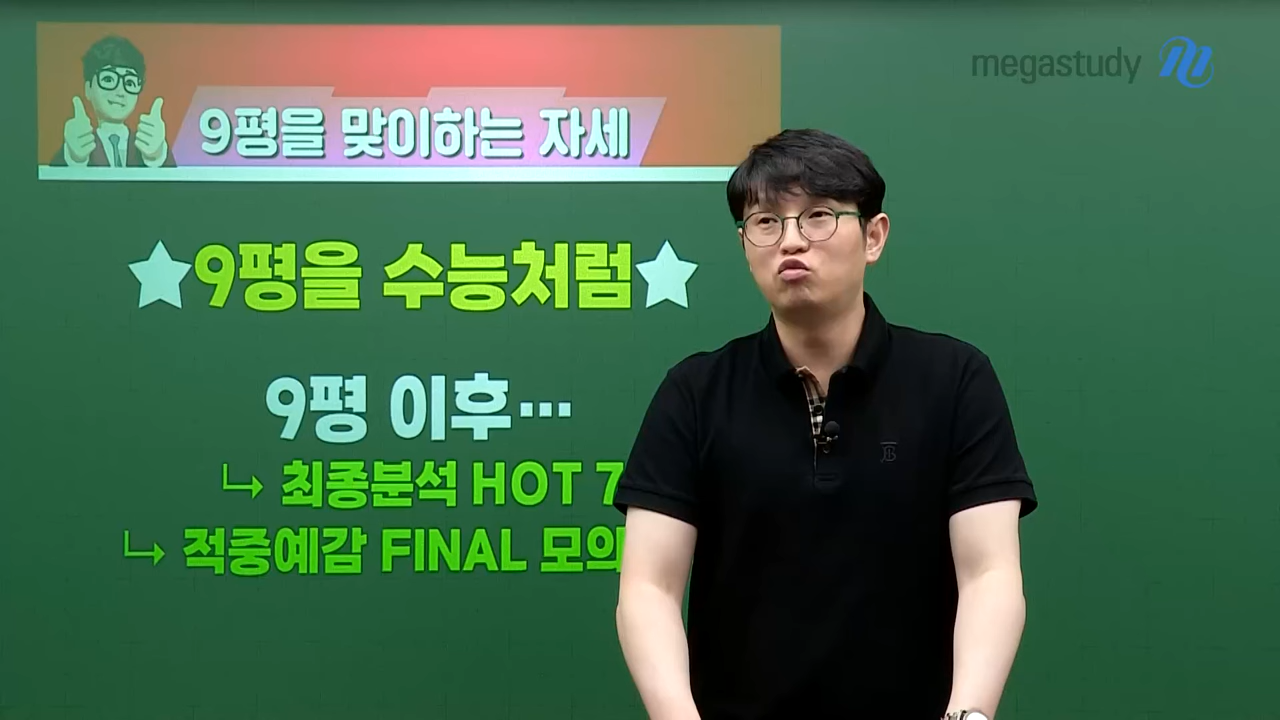 megastudy
9평을 맞이하는 자세
9평을 수능처럼
9평 이후…
최종분석 HOT 7
적중예감 FINAL 모의